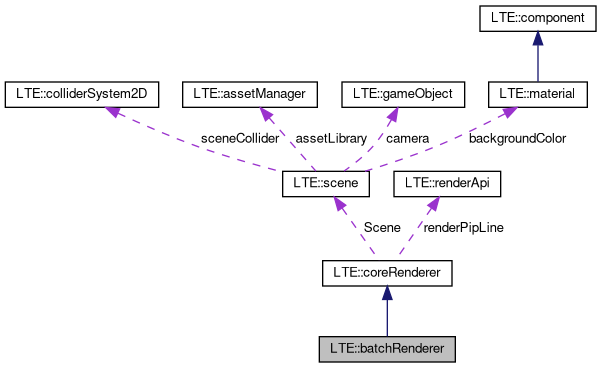 LTE::component
LTE::colliderSystem2D
LTE::assetManager
LTE::gameObject
LTE::material
sceneCollider
assetLibrary
camera
backgroundColor
LTE::scene
LTE::renderApi
Scene
renderPipLine
LTE::coreRenderer
LTE::batchRenderer